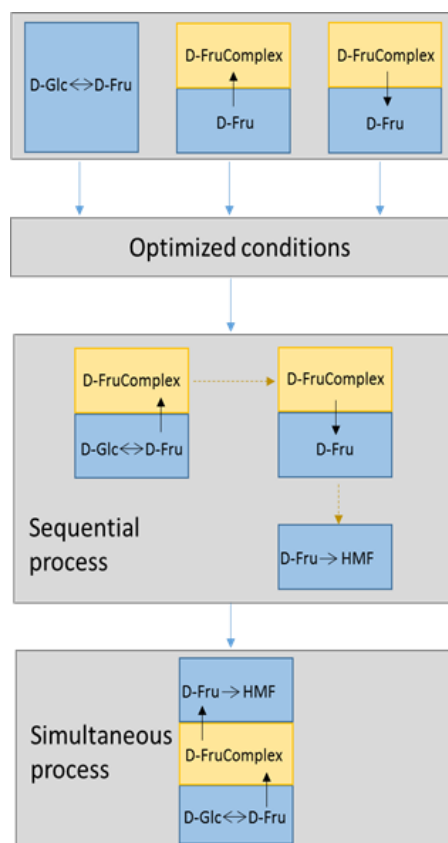 D-FruComplex
D-FruComplex
D-Glc↔D-Fru
D-Fru
D-Fru
Optimized conditions
D-FruComplex
D-FruComplex
D-Glc↔D-Fru
D-Fru
Sequential
process
D-Fru→HMF
D-Fru→HMF
Simultaneous
process
D-FruComplex
D-Glc↔D-Fru